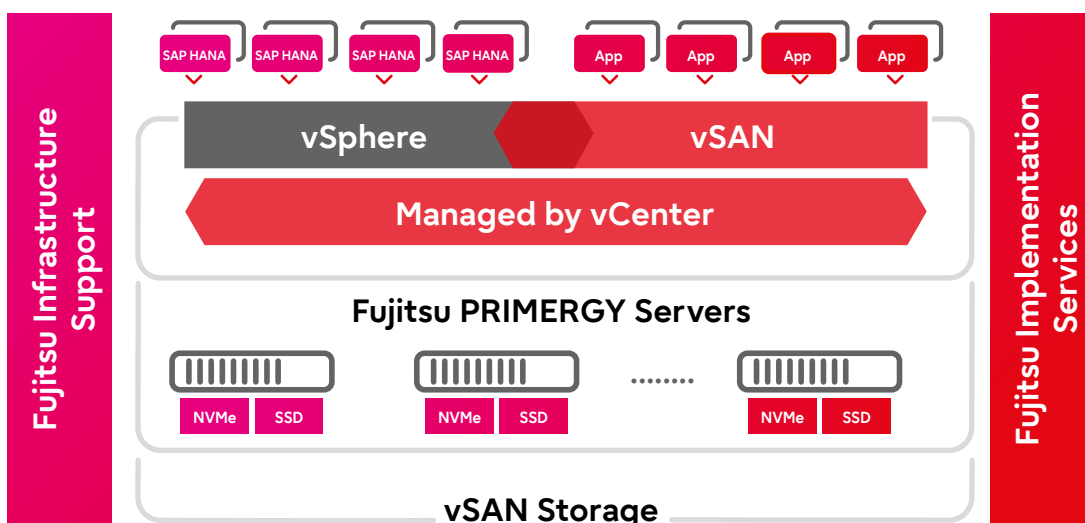 Fujitsu Infrastructure
Support
SAP HANA SAP HANA SAP HANA SAP HANA App App App App
vSphere vSAN
Managed by vCenter
Fujitsu PRIMERGY Servers
NVMe SSD NVMe SSD NVMe SSD
vSAN Storage
Fujitsu Implementation
Services